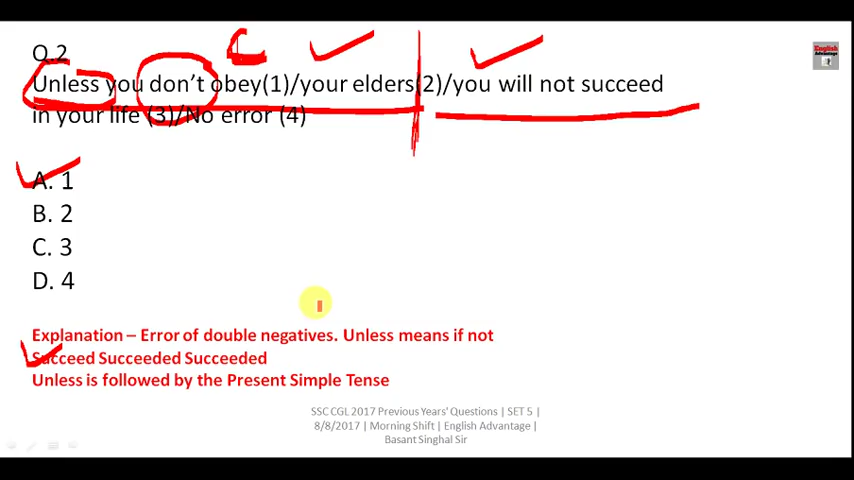 Q.2
English
Advantage
Unless you don't obey(1)/your elders(2)/you will not succeed
in your life (3)/No error (4)
A. 1
B. 2
C. 3
D. 4
Explanation – Error of double negatives. Unless means if not
Succeed Succeeded Succeeded
Unless is followed by the Present Simple Tense
SSC CGL 2017 Previous Years' Questions | SET 5 |
8/8/2017 | Morning Shift | English Advantage |
Basant Singhal Sir